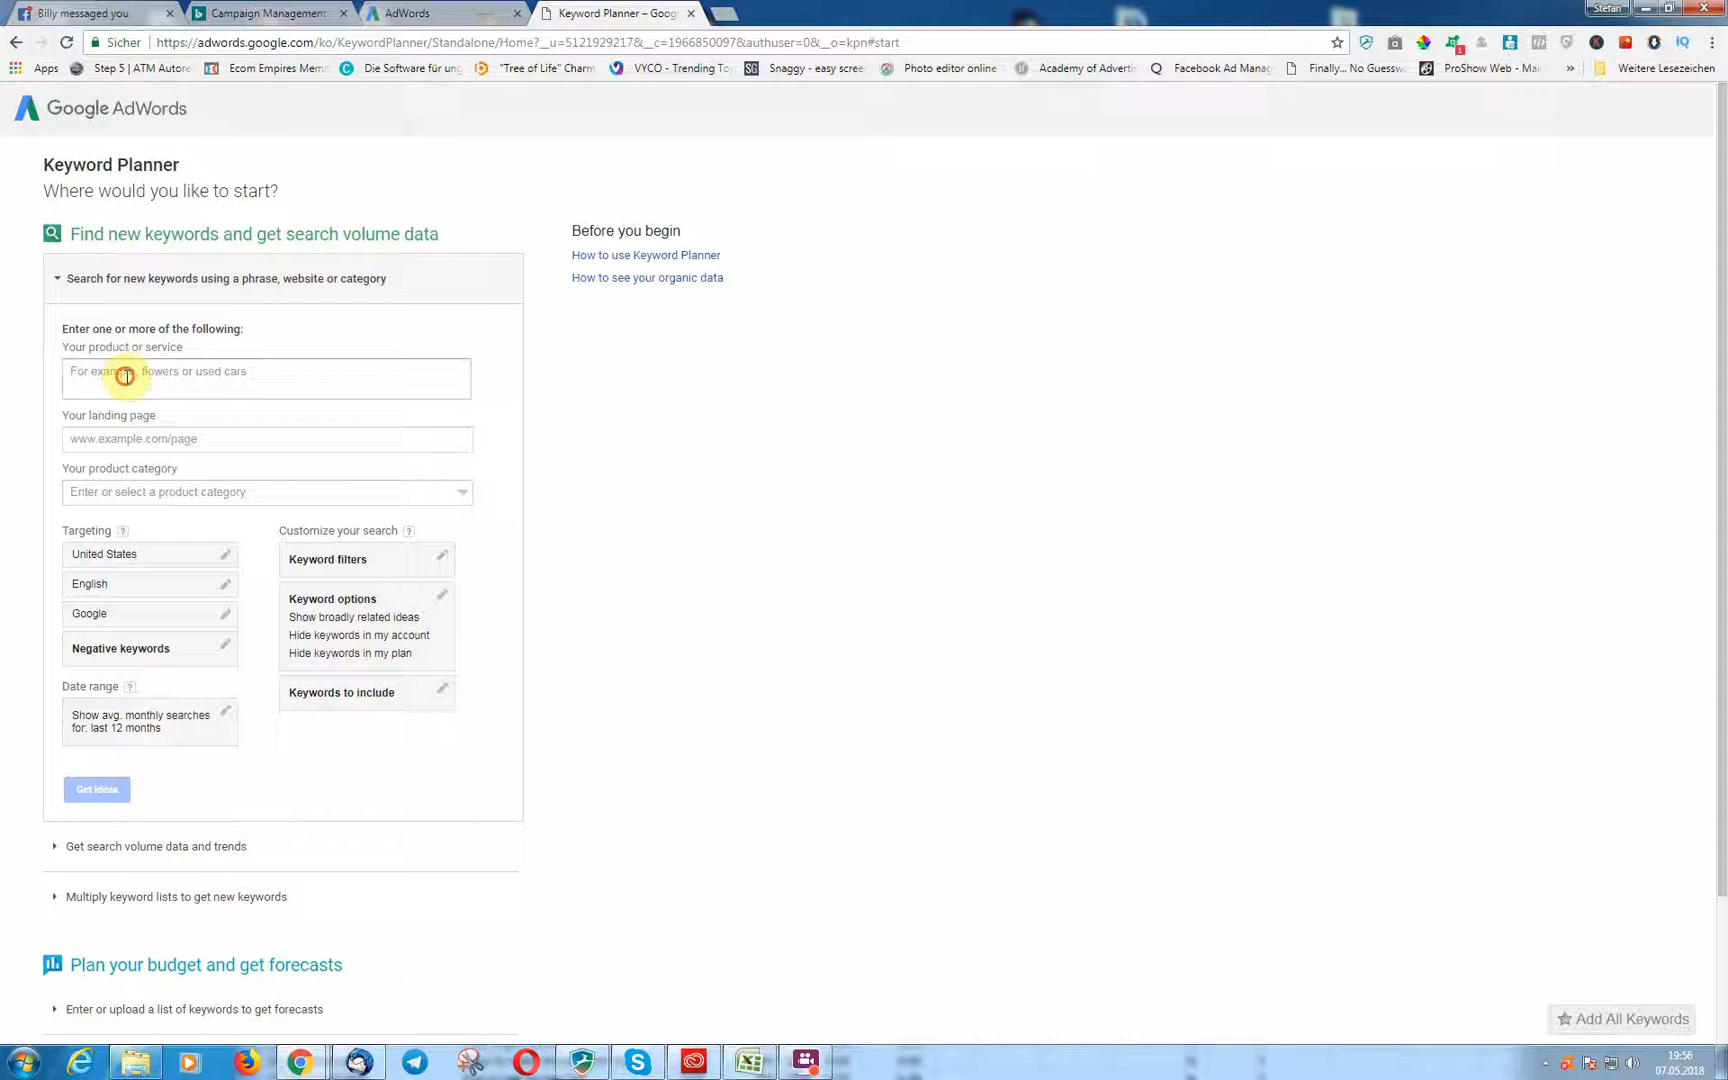 Billy messaged you
Campaign Management
AdWords
Keyword Planner – Goog
Stefan
Sicher
https://adwords.google.com/ko/KeywordPlanner/Standalone/Home?__u=5121929217&__c=1966850097&authuser=0&__o=kpn#start
Apps
Step 5 | ATM Autore
Ecom Empires Mem
Die Software für un
"Tree of Life" Charm
VYCO - Trending To
Snaggy - easy scree
Photo editor online
Academy of Adverti
Facebook Ad Manag
Finally... No Guessw
ProShow Web - Ma
»
Weitere Lesezeichen
Google AdWords
Keyword Planner
Where would you like to start?
Find new keywords and get search volume data
Search for new keywords using a phrase, website or category
Enter one or more of the following:
Your product or service
For example, flowers or used cars
Your landing page
www.example.com/page
Your product category
Enter or select a product category
Targeting ?
United States
English
Google
Negative keywords
Date range ?
Show avg. monthly searches
for: last 12 months
Customize your search ?
Keyword filters
Keyword options
Show broadly related ideas
Hide keywords in my account
Hide keywords in my plan
Keywords to include
Get ideas
Get search volume data and trends
Multiply keyword lists to get new keywords
Plan your budget and get forecasts
Enter or upload a list of keywords to get forecasts
Before you begin
How to use Keyword Planner
How to see your organic data
Add All Keywords
19:56
07.05.2018